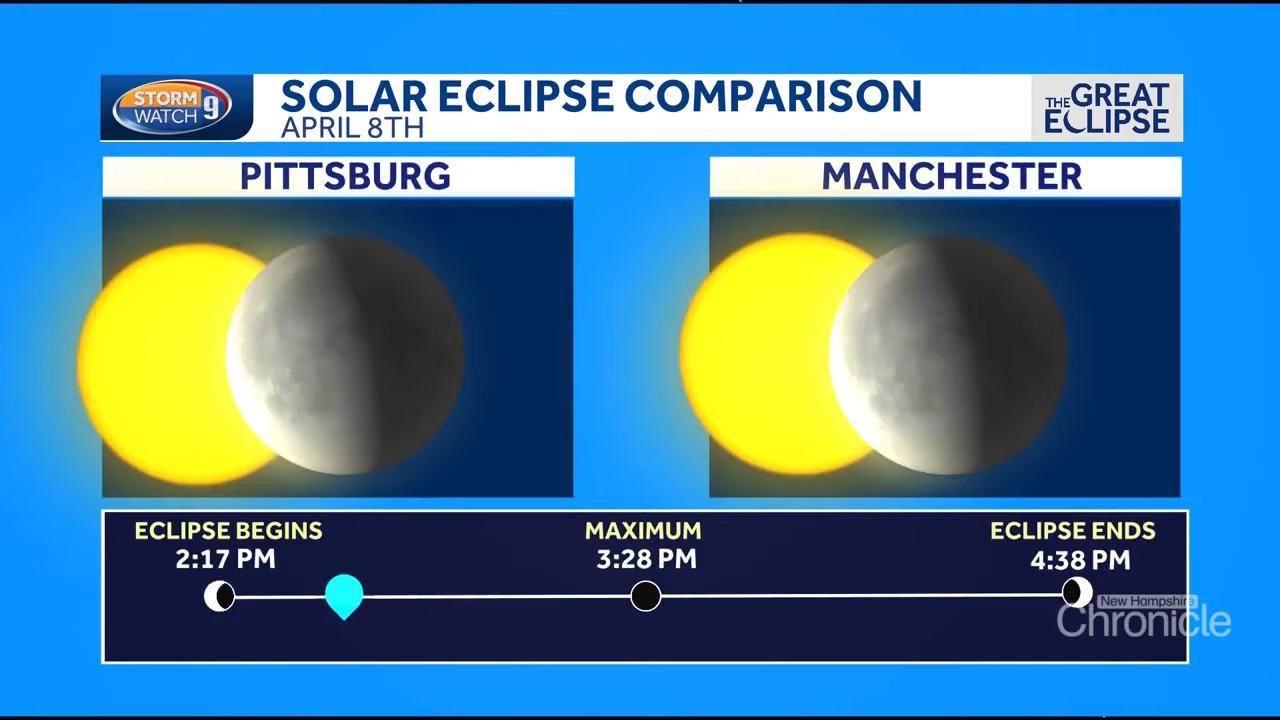 STORM
WATCH 9
SOLAR ECLIPSE COMPARISON
APRIL 8TH
THE GREAT
ECLIPSE
PITTSBURG
MANCHESTER
ECLIPSE BEGINS
2:17 PM
MAXIMUM
3:28 PM
ECLIPSE ENDS
4:38 PM
New Hampshire
Chronicle